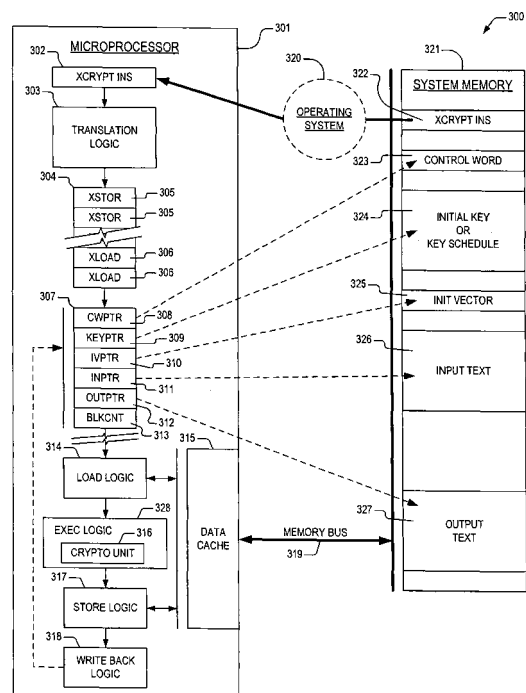 300
301
MICROPROCESSOR
302
XCRYPT INS
303
TRANSLATION
LOGIC
304
XSTOR
305
XSTOR
305
XLOAD
306
XLOAD
306
307
CWPTR
308
KEYPTR
309
IVPTR
310
INPTR
311
OUTPTR
312
BLKCNT
313
314
LOAD LOGIC
315
DATA
CACHE
328
EXEC LOGIC
316
CRYPTO UNIT
317
STORE LOGIC
318
WRITE BACK
LOGIC
MEMORY BUS
319
320
OPERATING
SYSTEM
321
SYSTEM MEMORY
322
XCRYPT INS
323
CONTROL WORD
324
INITIAL KEY
OR
KEY SCHEDULE
325
INIT VECTOR
326
INPUT TEXT
327
OUTPUT
TEXT